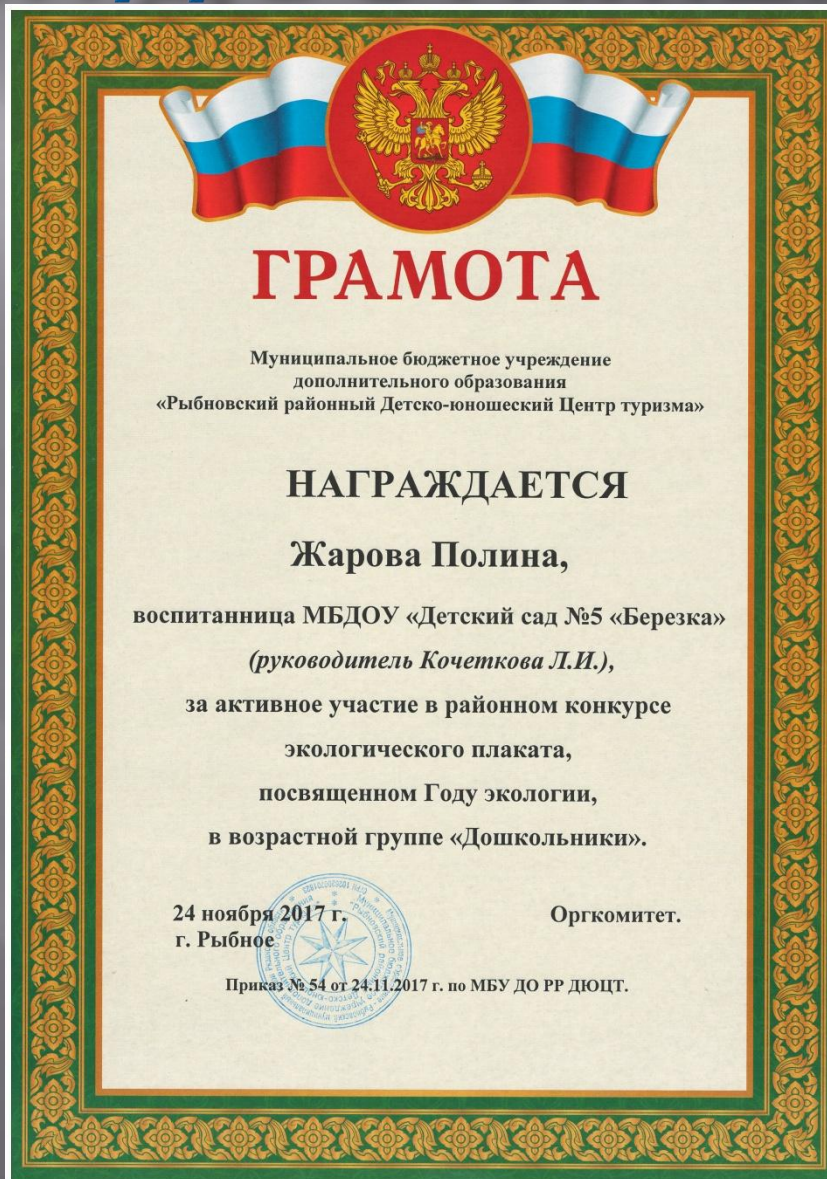 ГРАМОТА
Муниципальное бюджетное учреждение
дополнительного образования
«Рыбновский районный Детско-юношеский Центр туризма»
НАГРАЖДАЕТСЯ
Жарова Полина,
воспитанница МБДОУ «Детский сад №5 «Березка»
(руководитель Кочеткова Л.И.),
за активное участие в районном конкурсе
экологического плаката,
посвященном Году экологии,
в возрастной группе «Дошкольники».
24 ноября 2017 г. Оргкомитет.
г. Рыбное
Приказ № 54 от 24.11.2017 г. по МБУ ДО РР ДЮЦТ.